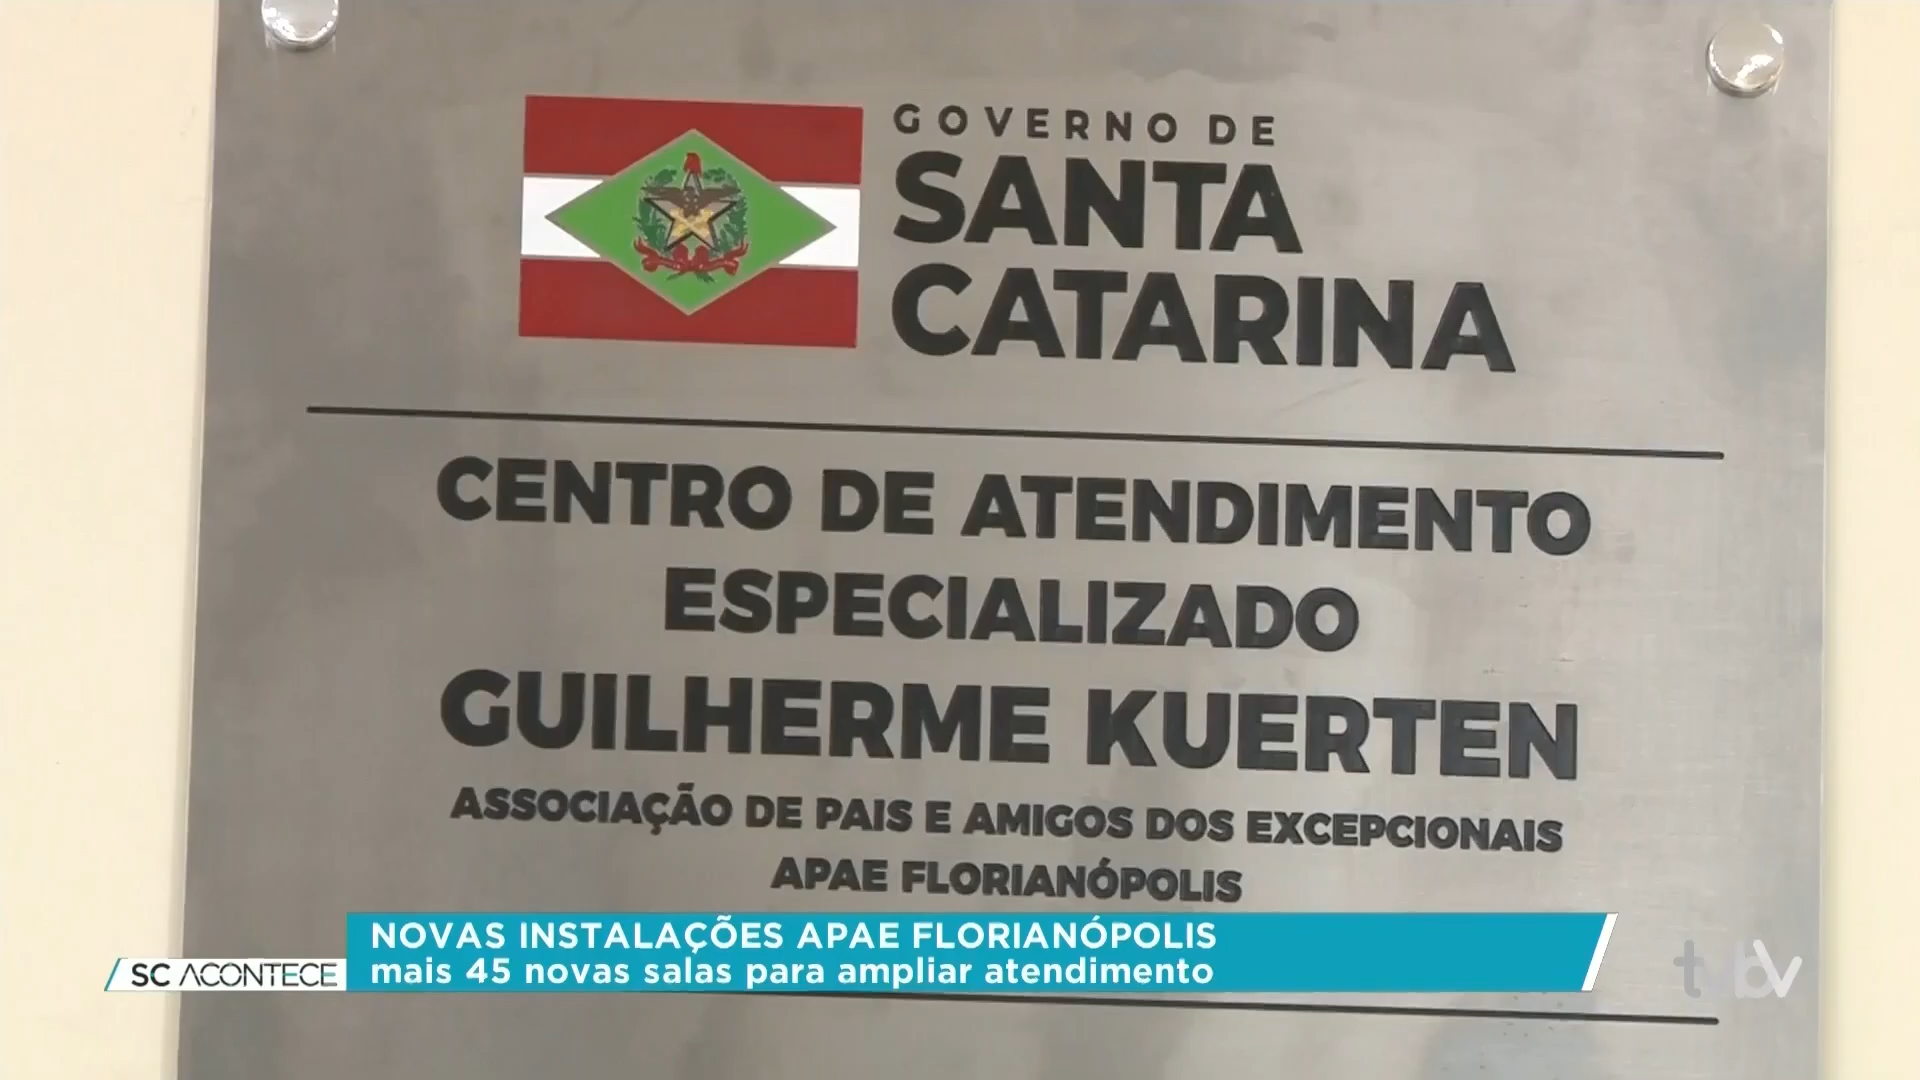 GOVERNO DE
SANTA
CATARINA
CENTRO DE ATENDIMENTO
ESPECIALIZADO
GUILHERME KUERTEN
ASSOCIAÇÃO DE PAIS E AMIGOS DOS EXCEPCIONAIS
APAE FLORIANÓPOLIS
NOVAS INSTALAÇÕES APAE FLORIANÓPOLIS
SC ACONTECE
mais 45 novas salas para ampliar atendimento
tvbv